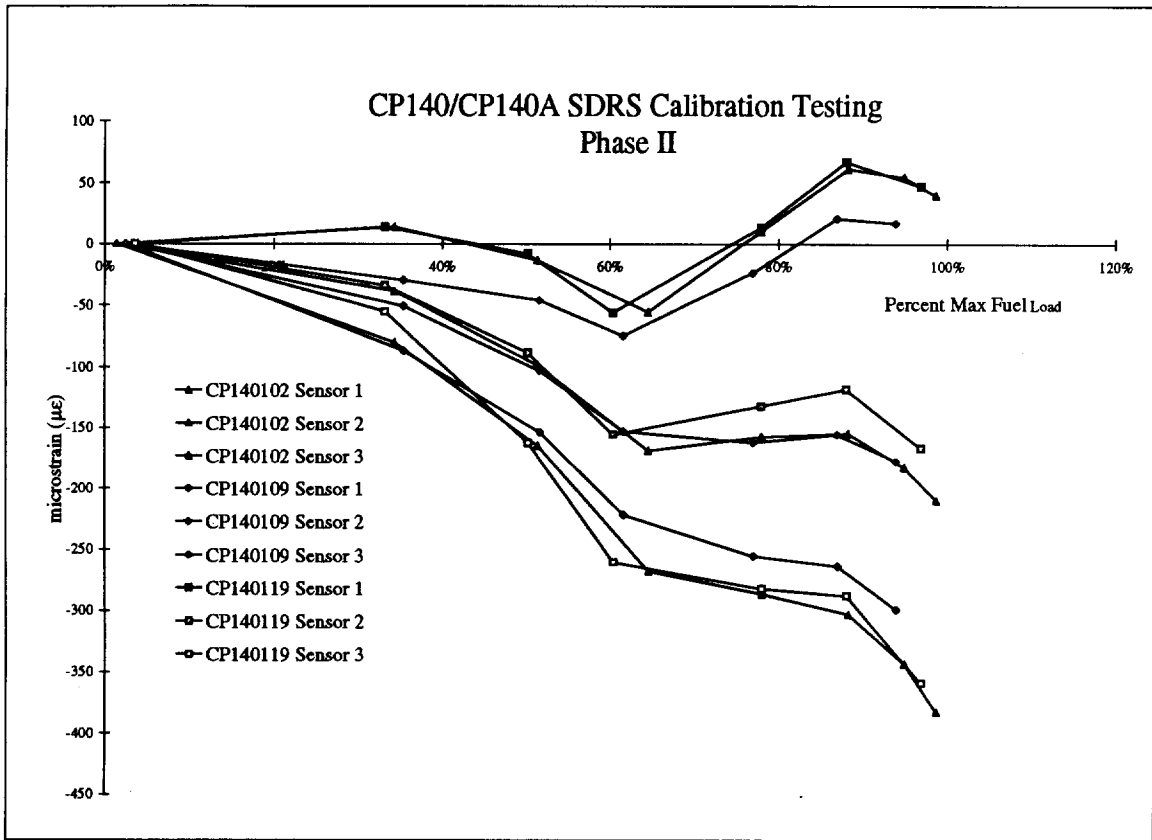 CP140/CP140A SDRS Calibration Testing
Phase II
100
50
0
-50
-100
-150
-200
-250
-300
-350
-400
-450
microstrain (με)
0%
40%
60%
80%
100%
120%
Percent Max Fuel Load
CP140102 Sensor 1
CP140102 Sensor 2
CP140102 Sensor 3
CP140109 Sensor 1
CP140109 Sensor 2
CP140109 Sensor 3
CP140119 Sensor 1
CP140119 Sensor 2
CP140119 Sensor 3